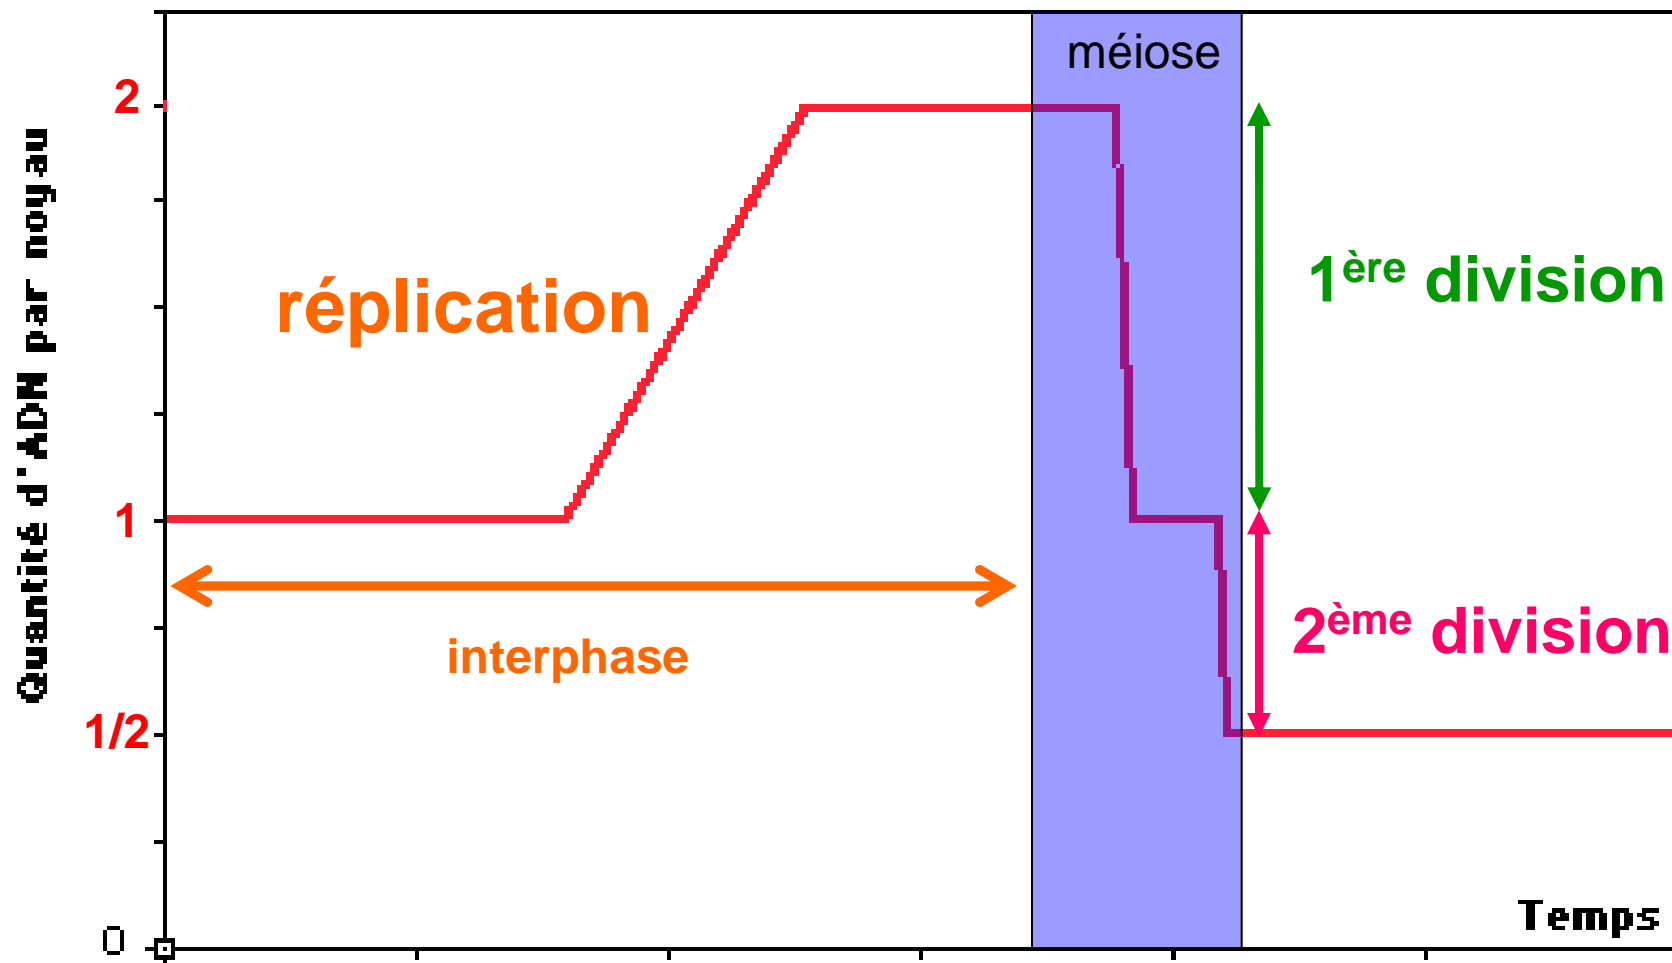 méiose
2
Quantité d'ADN par noyau
réplication
1ère division
1
interphase
2ème division
1/2
0
Temps